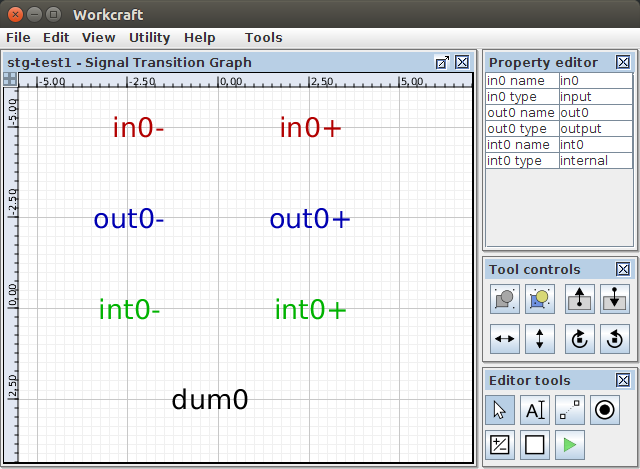 Workcraft
File Edit View Utility Help Tools
stg-test1 - Signal Transition Graph
-5,00 0,00 2,50 5,00
-5,00
in0- in0+
-2,50
out0- out0+
0,00
int0- int0+
2,50
dum0
Property editor
in0 name in0
in0 type input
out0 name out0
out0 type output
int0 name int0
int0 type internal
Tool controls
Editor tools
A